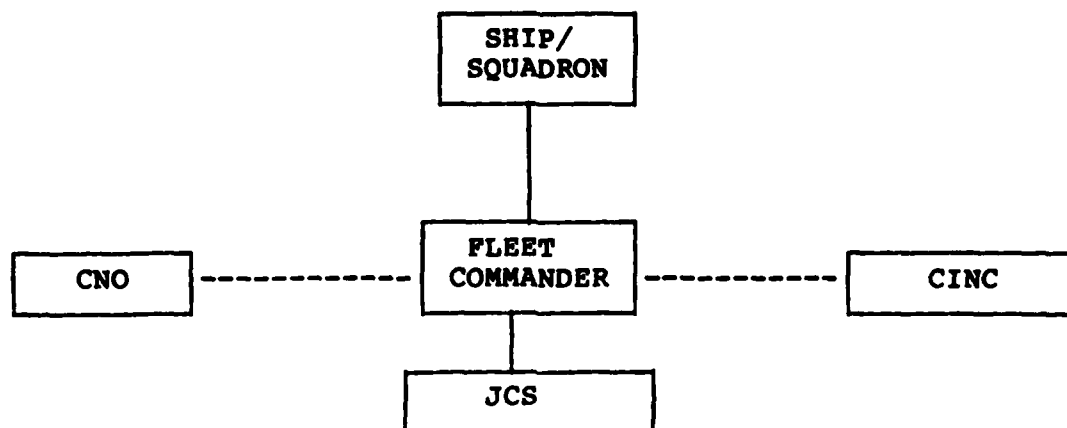 SHIP/
SQUADRON
FLEET
COMMANDER
CNO
CINC
JCS